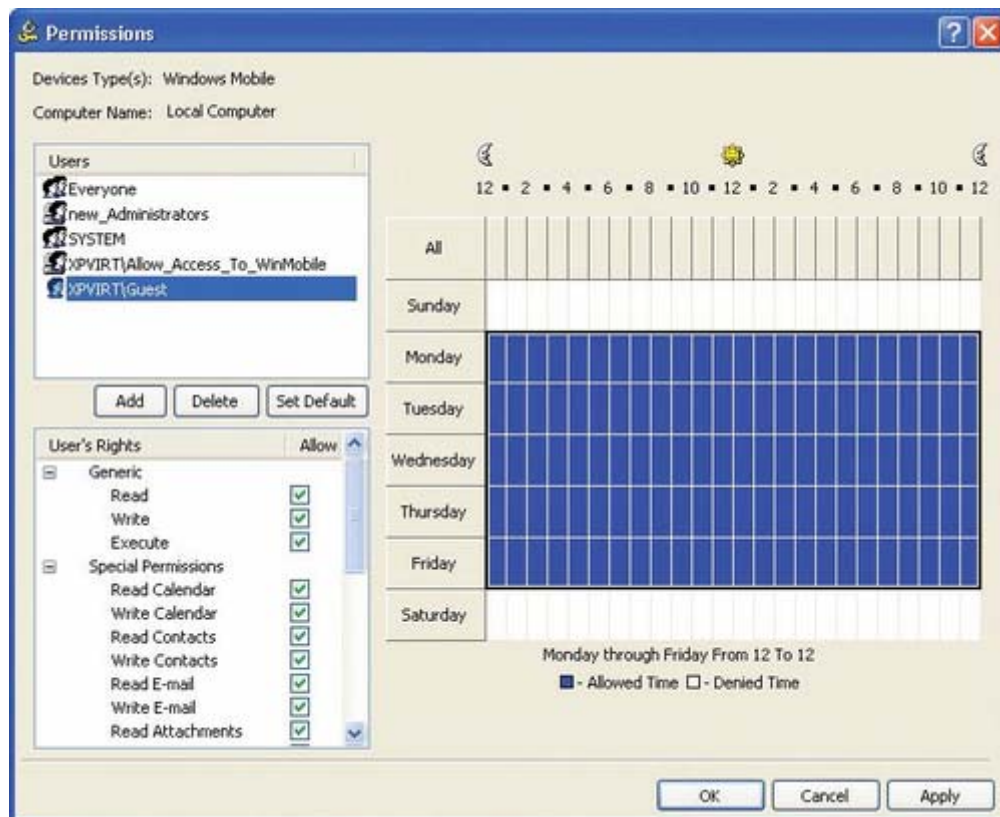 Permissions
Devices Type(s): Windows Mobile
Computer Name: Local Computer
Users
Everyone
new_Administrators
SYSTEM
XPVIRT\Allow_Access_To_WinMobile
XPVIRT\Guest
Add Delete Set Default
User's Rights Allow
Generic
Read
Write
Execute
Special Permissions
Read Calendar
Write Calendar
Read Contacts
Write Contacts
Read E-mail
Write E-mail
Read Attachments
12 ▪ 2 ▪ 4 ▪ 6 ▪ 8 ▪ 10 ▪ 12 ▪ 2 ▪ 4 ▪ 6 ▪ 8 ▪ 10 ▪ 12
All
Sunday
Monday
Tuesday
Wednesday
Thursday
Friday
Saturday
Monday through Friday From 12 To 12
- Allowed Time - Denied Time
OK Cancel Apply